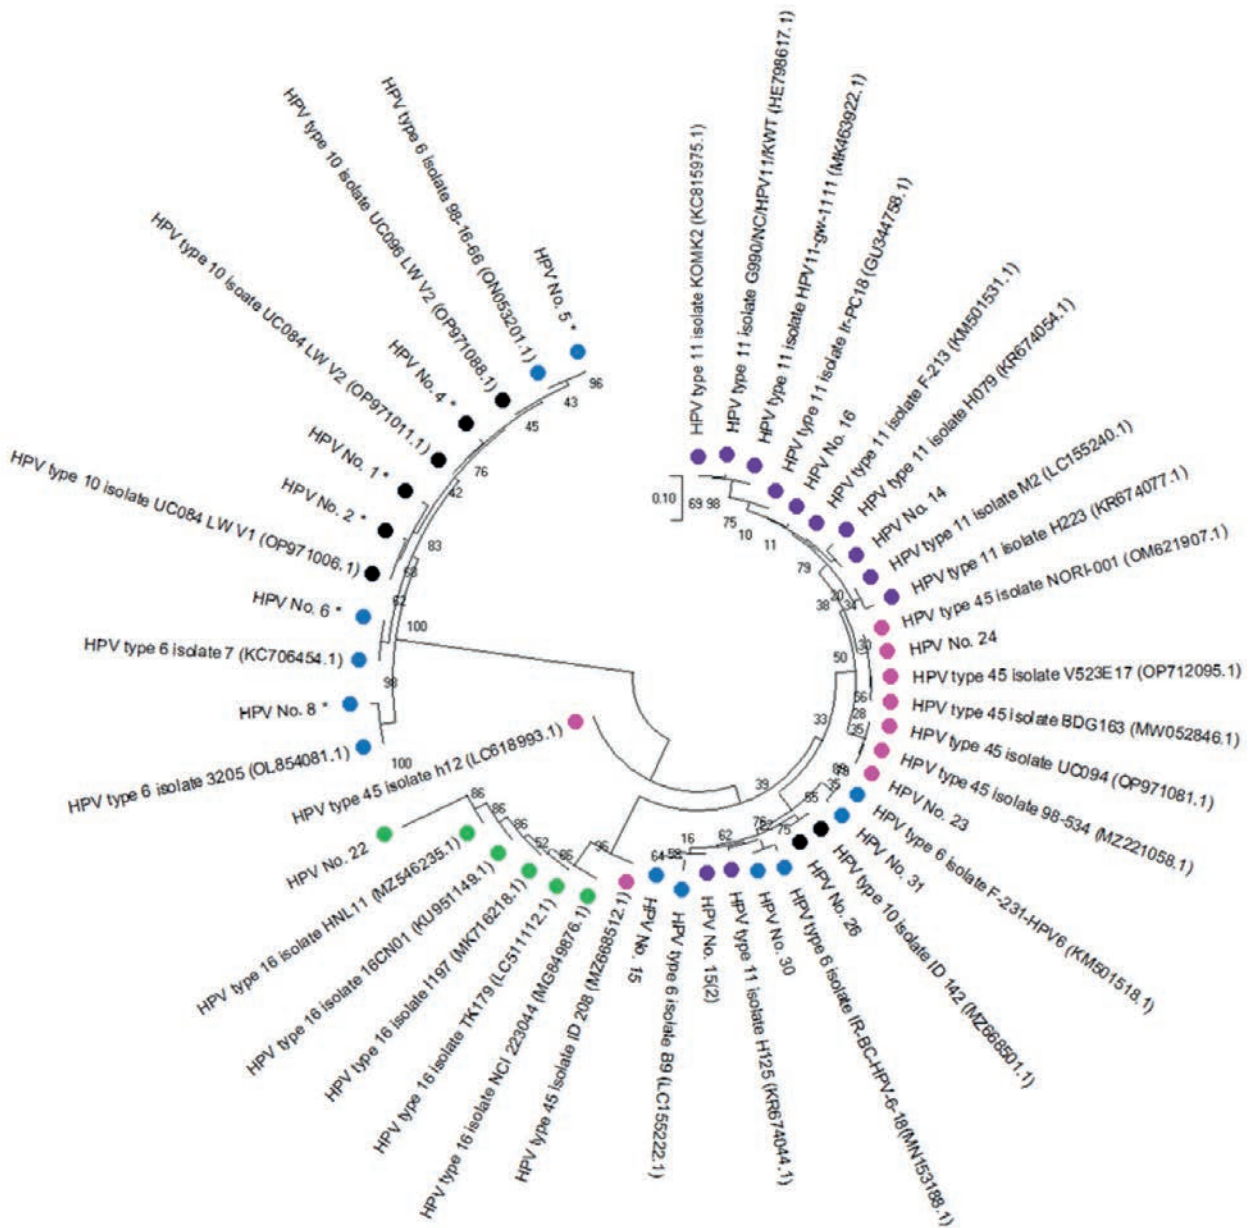 HPV type 11 isolate KOMK2 (KC815975.1)
HPV type 11 isolate G990/NC/HPV11/KWT (HE798617.1)
HPV type 11 isolate HPV11-gw-1111 (MK463922.1)
HPV type 11 isolate Ir-PC18 (GU344758.1)
HPV No. 16
HPV type 11 isolate F-213 (KM501531.1)
HPV type 11 isolate H079 (KR674054.1)
HPV No. 14
HPV type 11 isolate M2 (LC155240.1)
HPV type 11 isolate H223 (KR674077.1)
HPV type 45 isolate NORI-001 (OM621907.1)
HPV No. 24
HPV type 45 isolate V523E17 (OP712095.1)
HPV type 45 isolate BDG163 (MW052846.1)
HPV type 45 isolate UC094 (OP971081.1)
HPV type 45 isolate 98-534 (MZ221058.1)
HPV No. 23
HPV type 6 isolate F-231-HPV6 (KM501518.1)
HPV No. 31
HPV type 10 isolate ID 142 (MZ668501.1)
HPV No. 26
HPV type 6 isolate IR-BC-HPV-6-18(MN153188.1)
HPV No. 30
HPV type 11 isolate H125 (KR674044.1)
HPV No. 15(2)
HPV type 6 isolate B9 (LC155222.1)
HPV No. 15
HPV type 45 isolate ID 208 (MZ668512.1)
HPV type 16 isolate NCI 223044 (MG849876.1)
HPV type 16 isolate TK179 (LC511112.1)
HPV type 16 isolate I197 (MK716218.1)
HPV type 16 isolate 16CN01 (KU951149.1)
HPV type 16 isolate HNL11 (MZ546235.1)
HPV No. 22
HPV type 45 isolate h12 (LC618993.1)
HPV type 6 isolate 3205 (OL854081.1)
HPV No. 8 *
HPV type 6 isolate 7 (KC706454.1)
HPV No. 6 *
HPV type 10 isolate UC084 LW V1 (OP971006.1)
HPV No. 2 *
HPV No. 1 *
HPV type 10 isoate UC084 LW V2 (OP971011.1)
HPV No. 4 *
HPV type 10 isolate UC096 LW V2 (OP971088.1)
HPV type 6 isolate 98-16-66 (ON053201.1)
HPV No. 5 *
96
43
45
76
42
83
62
100
98
100
0.10
69
98
75
10
11
79
38
34
50
56
28
35
33
39
55
75
62
16
64
96
86
86
86
52